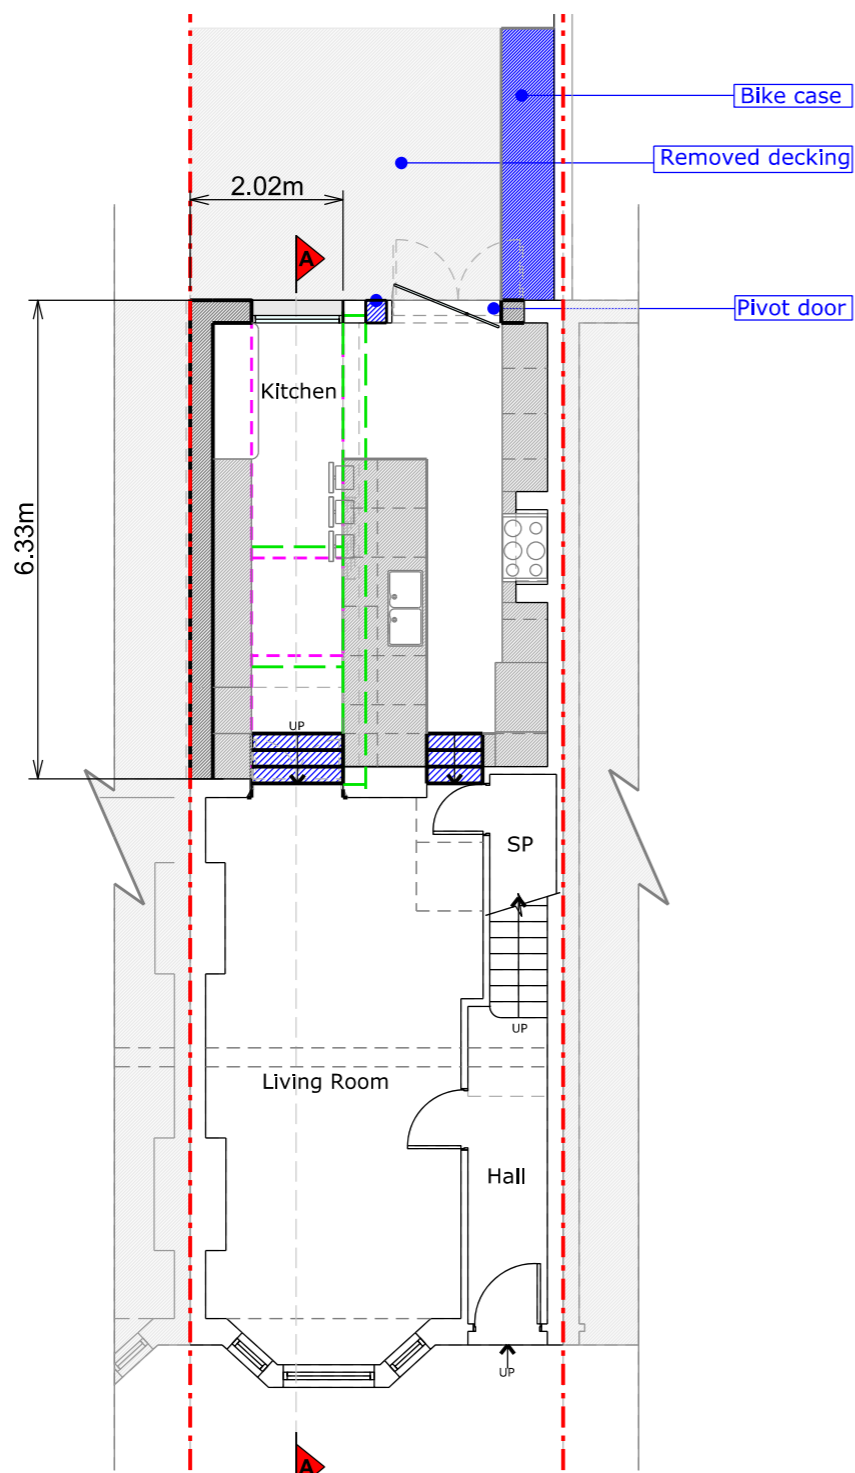 Bike case
Removed decking
2.02m
A
Pivot door
Kitchen
6.33m
UP
SP
UP
Living Room
Hall
UP
A